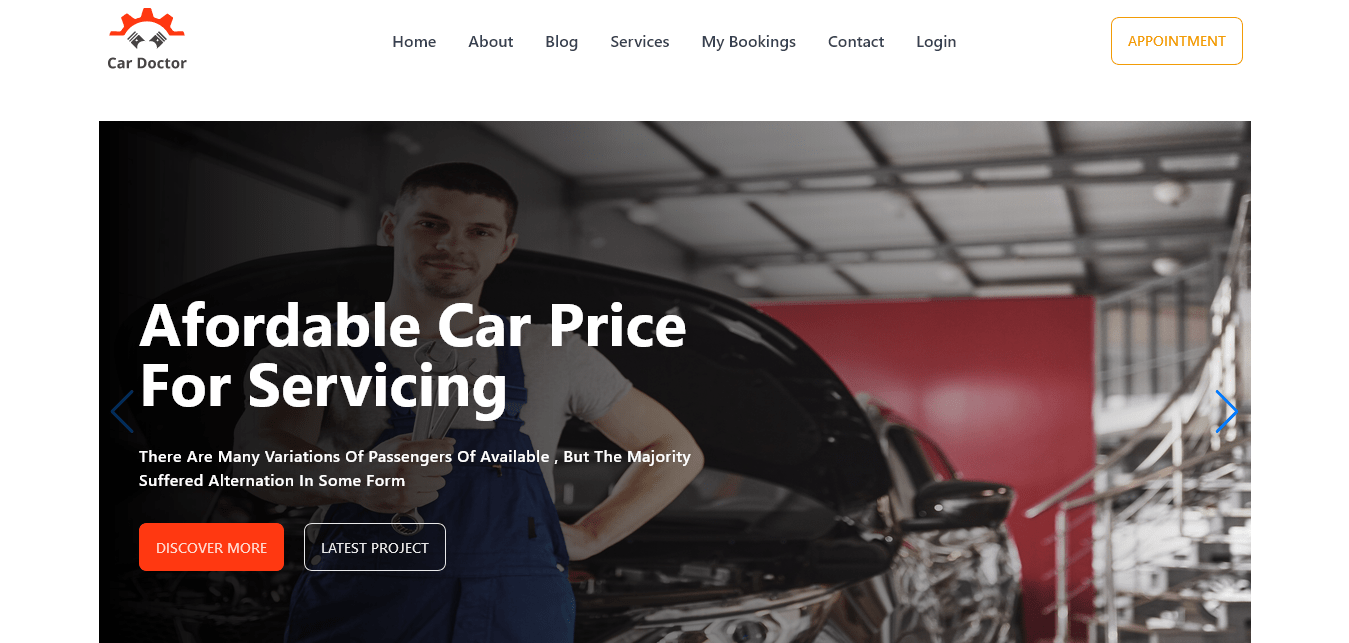 Car Doctor
Home About Blog Services My Bookings Contact Login
APPOINTMENT
Afordable Car Price
For Servicing
There Are Many Variations Of Passengers Of Available , But The Majority
Suffered Alternation In Some Form
DISCOVER MORE
LATEST PROJECT